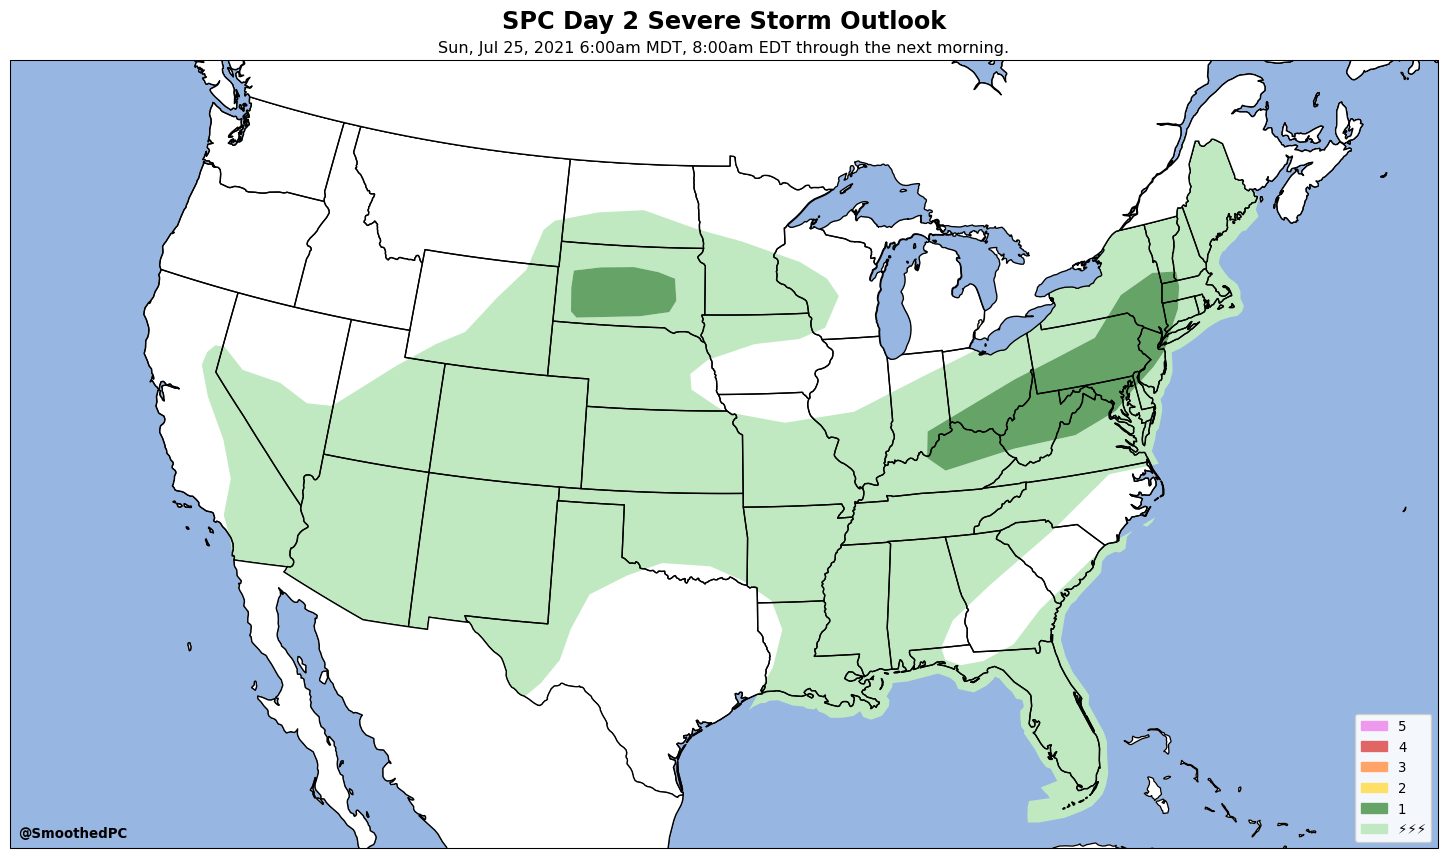 SPC Day 2 Severe Storm Outlook
Sun, Jul 25, 2021 6:00am MDT, 8:00am EDT through the next morning.
5
4
3
2
1
⚡⚡⚡
@SmoothedPC